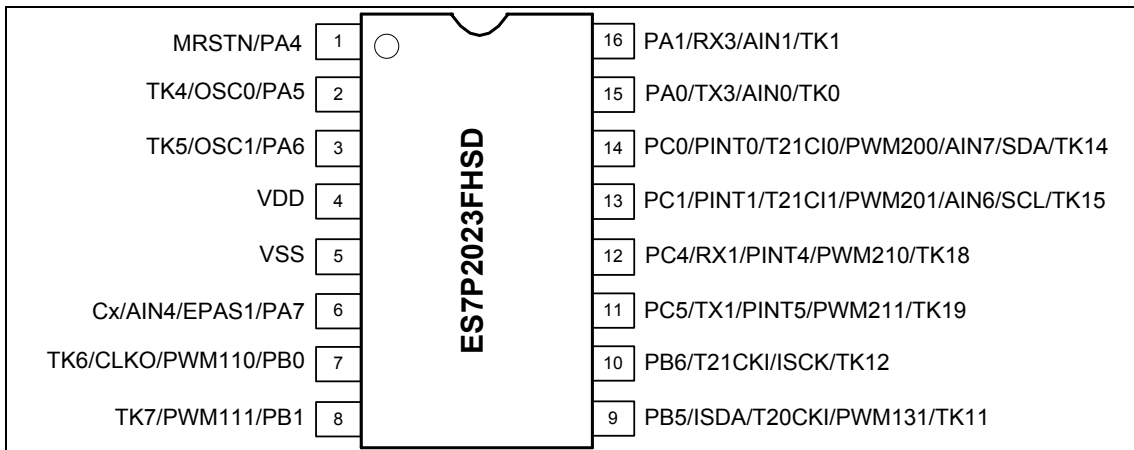 MRSTN/PA4 1 16 PA1/RX3/AIN1/TK1
TK4/OSC0/PA5 2 15 PA0/TX3/AIN0/TK0
TK5/OSC1/PA6 3 14 PC0/PINT0/T21CI0/PWM200/AIN7/SDA/TK14
VDD 4 13 PC1/PINT1/T21CI1/PWM201/AIN6/SCL/TK15
VSS 5 12 PC4/RX1/PINT4/PWM210/TK18
Cx/AIN4/EPAS1/PA7 6 11 PC5/TX1/PINT5/PWM211/TK19
TK6/CLKO/PWM110/PB0 7 10 PB6/T21CKI/ISCK/TK12
TK7/PWM111/PB1 8 9 PB5/ISDA/T20CKI/PWM131/TK11
ES7P2023FHSD